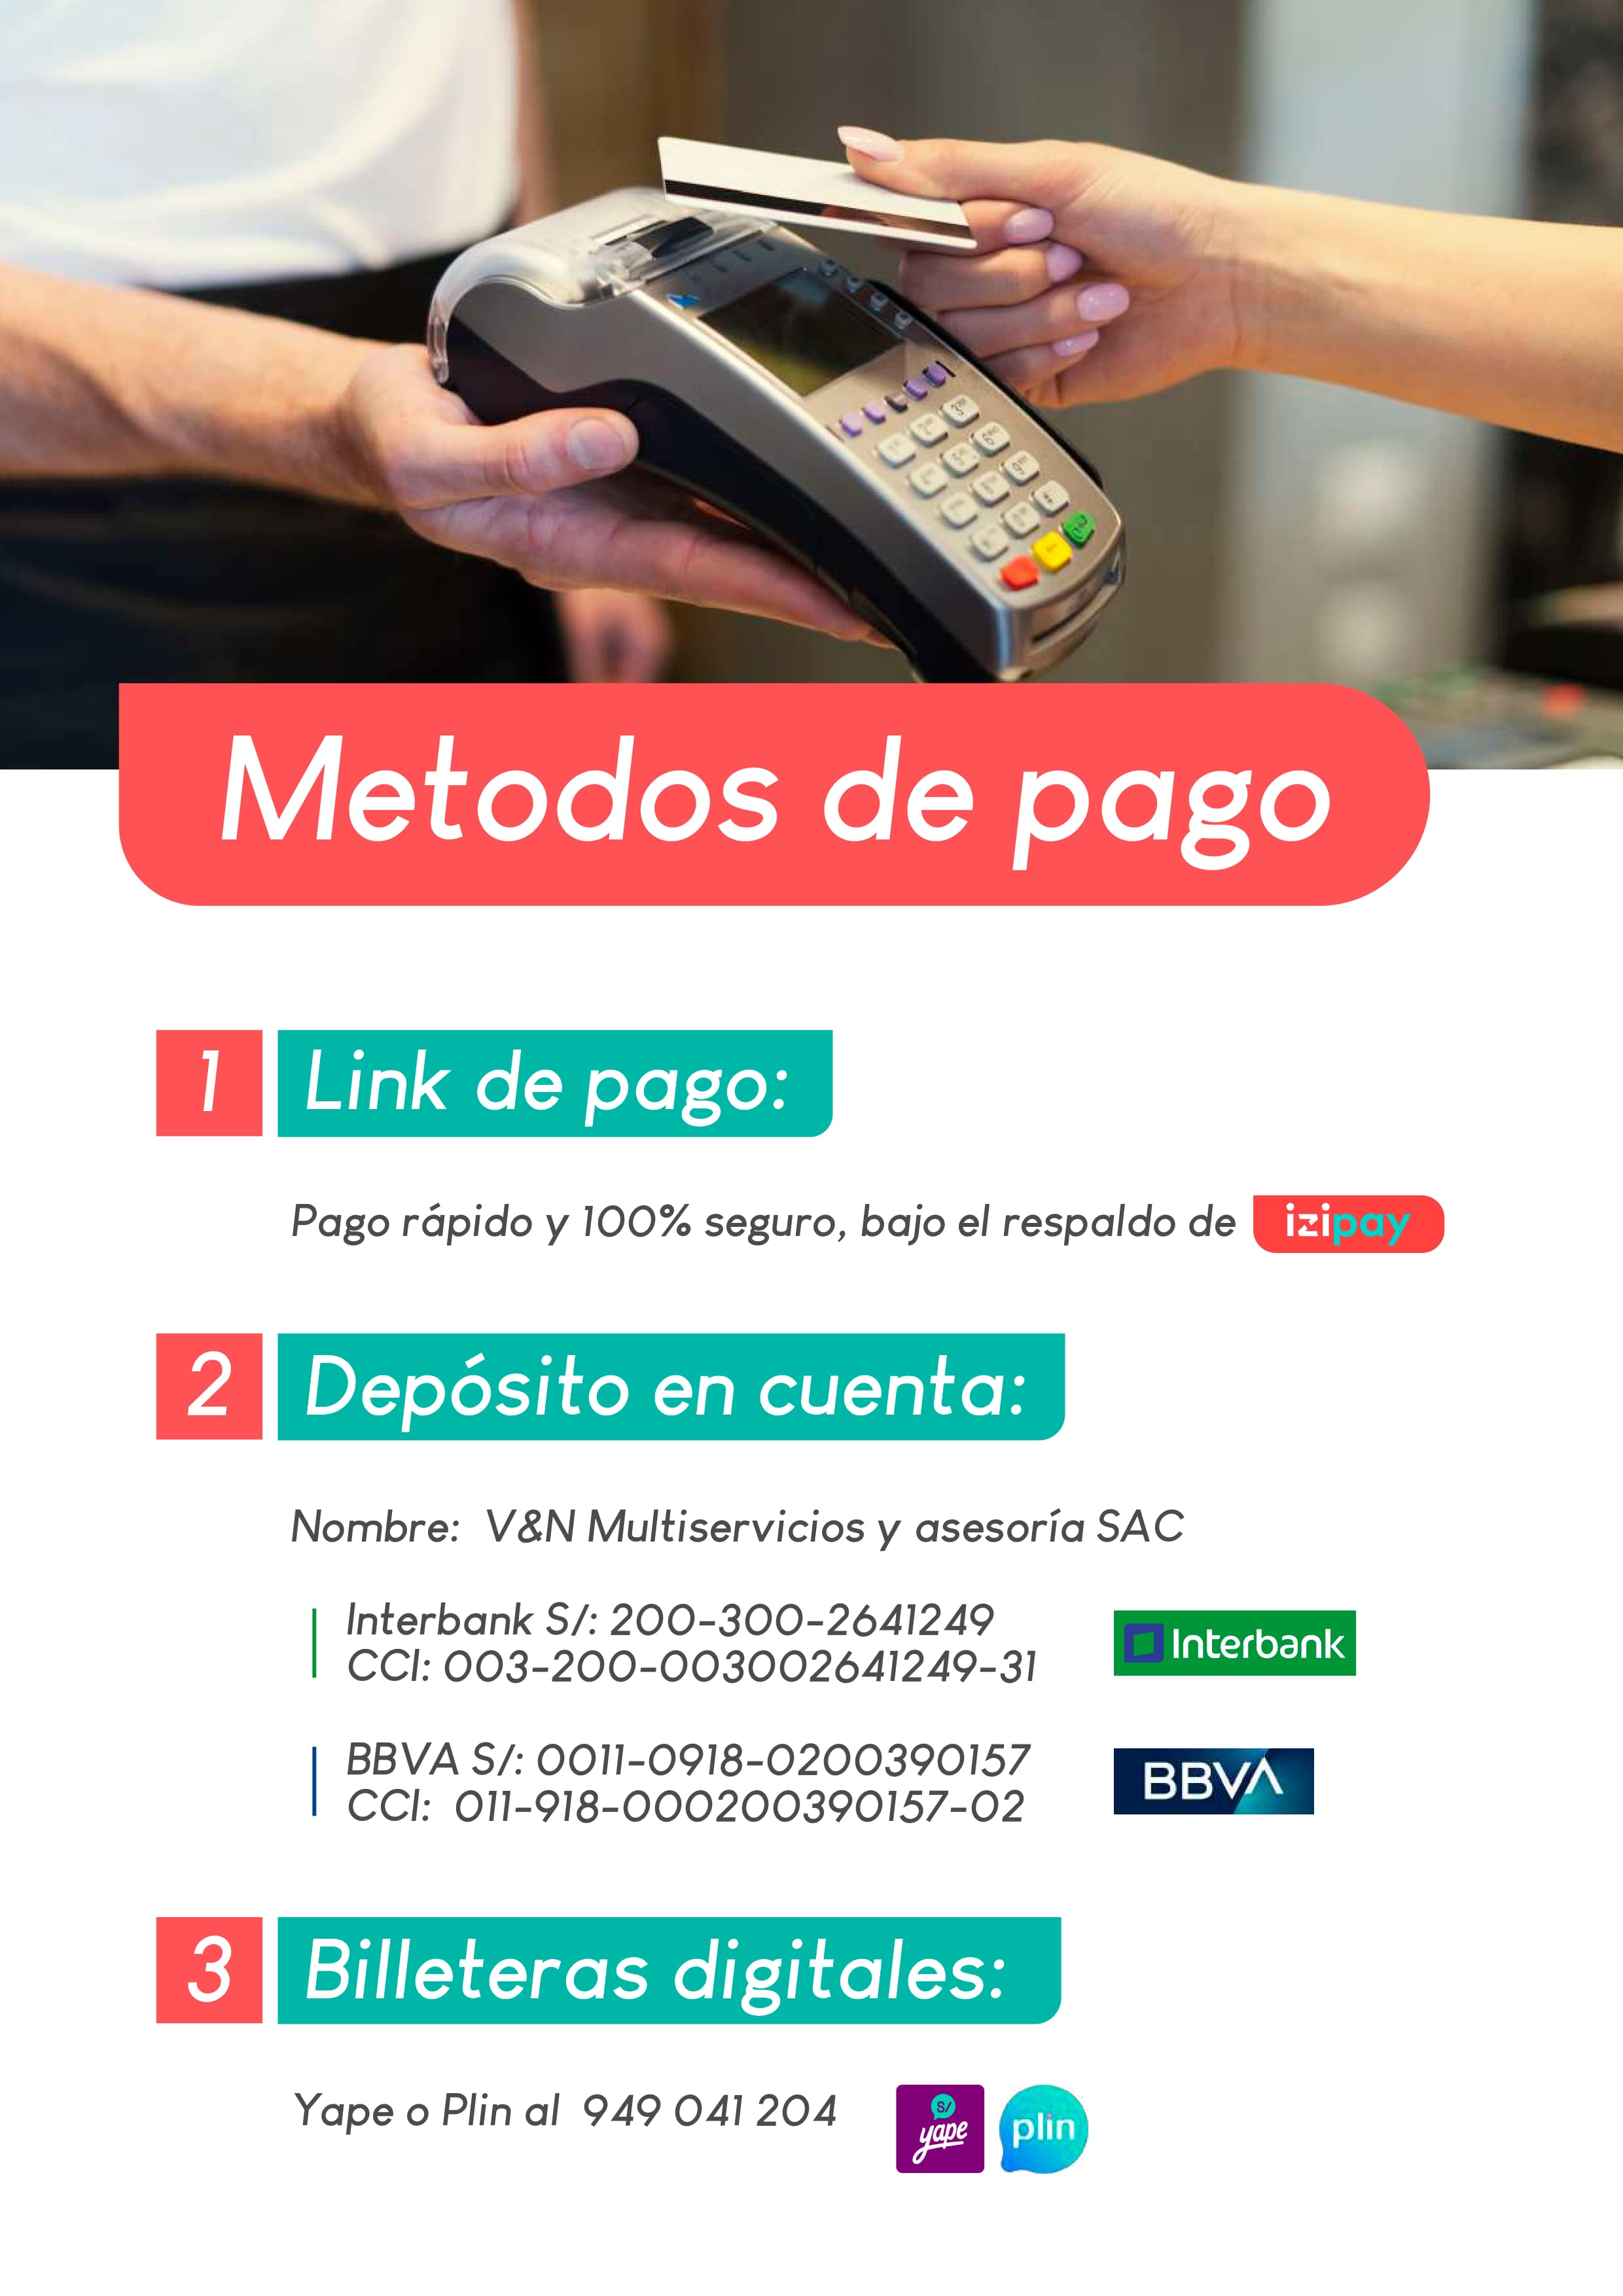 Metodos de pago
1 Link de pago:
Pago rápido y 100% seguro, bajo el respaldo de izipay
2 Depósito en cuenta:
Nombre: V&N Multiservicios y asesoría SAC
Interbank S/: 200-300-2641249
CCI: 003-200-003002641249-31
Interbank
BBVA S/: 0011-0918-0200390157
CCI: 011-918-000200390157-02
BBVA
3 Billeteras digitales:
Yape o Plin al 949 041 204
S/
yape
plin